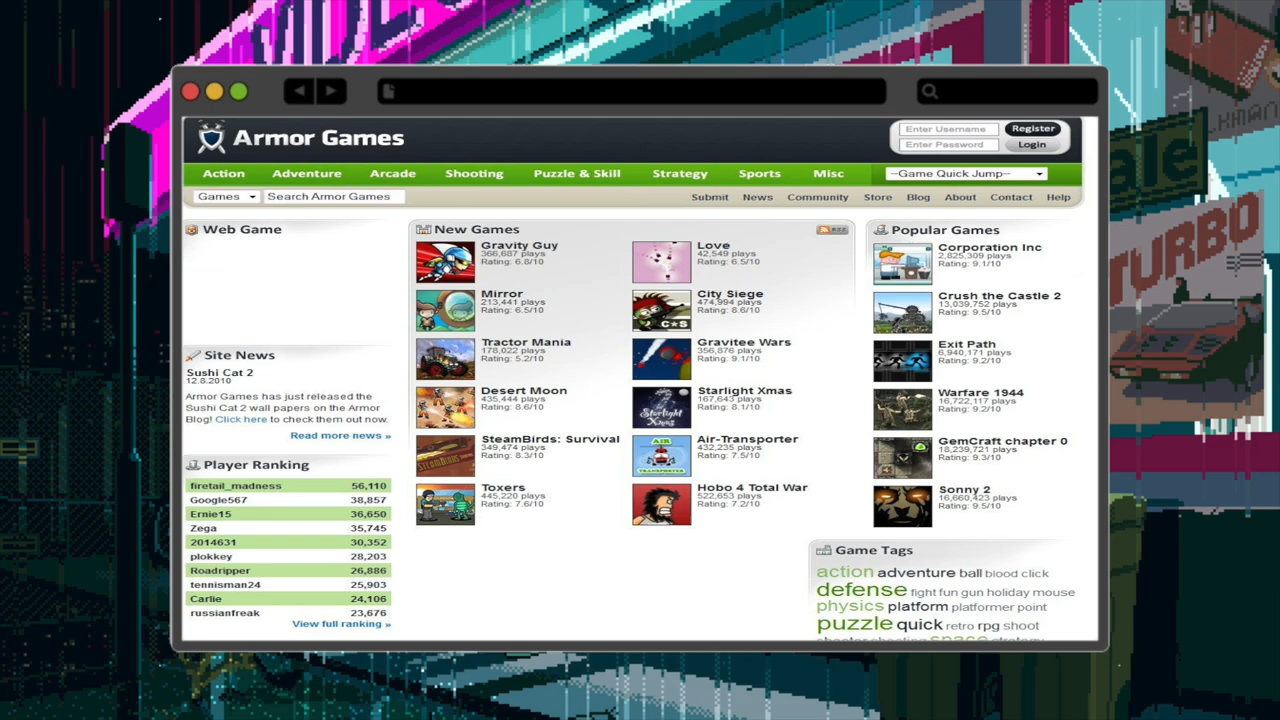 Armor Games
Enter Username
Register
Enter Password
Login
Action Adventure Arcade Shooting Puzzle & Skill Strategy Sports Misc --Game Quick Jump--
Games Search Armor Games
Submit News Community Store Blog About Contact Help
Web Game
Site News
Sushi Cat 2
12.8.2010
Armor Games has just released the
Sushi Cat 2 wall papers on the Armor
Blog! Click here to check them out now.
Read more news »
Player Ranking
firetail_madness 56,110
Google567 38,857
Ernie15 36,650
Zega 35,745
2014631 30,352
plokkey 28,203
Roadripper 26,886
tennisman24 25,903
Carlie 24,106
russianfreak 23,676
View full ranking »
New Games
RSS
Gravity Guy
366,687 plays
Rating: 6.8/10
Love
42,549 plays
Rating: 6.5/10
Mirror
213,441 plays
Rating: 6.5/10
City Siege
474,994 plays
Rating: 8.6/10
C★S
Tractor Mania
178,022 plays
Rating: 5.2/10
Gravitee Wars
356,876 plays
Rating: 9.1/10
Desert Moon
435,444 plays
Rating: 8.6/10
Starlight
Xmas
Starlight Xmas
167,643 plays
Rating: 8.1/10
SteamBirds
SteamBirds: Survival
349,474 plays
Rating: 8.3/10
AIR
TRANSPORTER
Air-Transporter
432,235 plays
Rating: 7.5/10
Toxers
445,220 plays
Rating: 7.6/10
Hobo 4 Total War
522,653 plays
Rating: 7.2/10
Popular Games
Corporation Inc
2,825,309 plays
Rating: 9.1/10
Crush the Castle 2
13,039,752 plays
Rating: 9.5/10
Exit Path
6,940,171 plays
Rating: 9.2/10
Warfare 1944
16,722,117 plays
Rating: 9.2/10
GemCraft chapter 0
18,239,721 plays
Rating: 9.3/10
Sonny 2
16,660,423 plays
Rating: 9.5/10
Game Tags
action adventure ball blood click
defense fight fun gun holiday mouse
physics platform platformer point
puzzle quick retro rpg shoot
shooter shooting space strategy
ale
TURBO